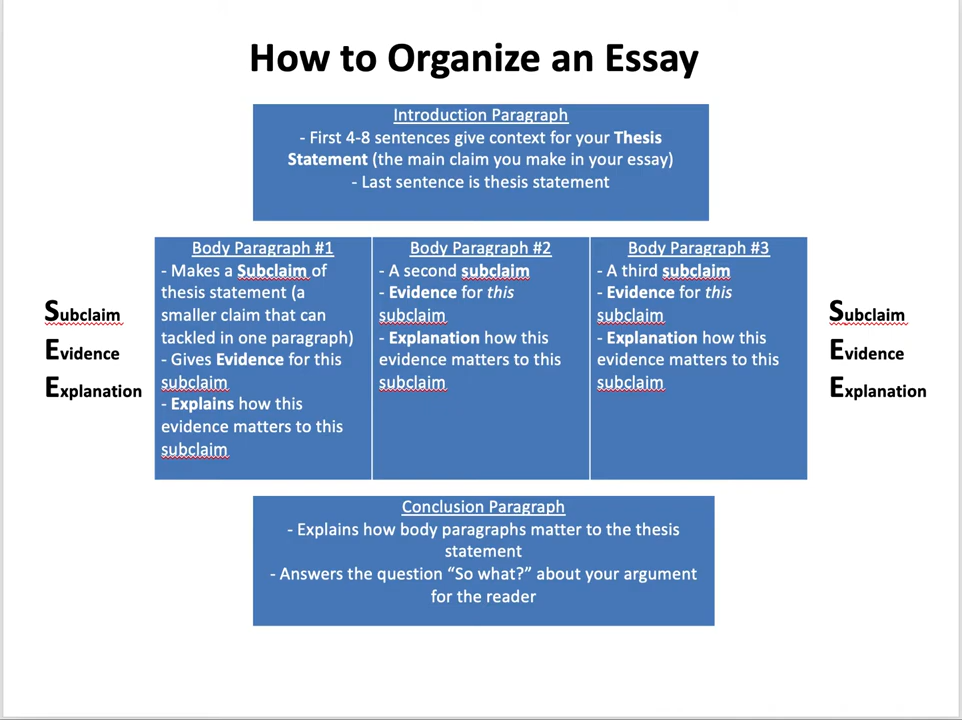 How to Organize an Essay
Introduction Paragraph
- First 4-8 sentences give context for your Thesis
Statement (the main claim you make in your essay)
- Last sentence is thesis statement
Subclaim
Evidence
Explanation
Body Paragraph #1
- Makes a Subclaim of
thesis statement (a
smaller claim that can
tackled in one paragraph)
- Gives Evidence for this
subclaim
- Explains how this
evidence matters to this
subclaim
Body Paragraph #2
- A second subclaim
- Evidence for this
subclaim
- Explanation how this
evidence matters to this
subclaim
Body Paragraph #3
- A third subclaim
- Evidence for this
subclaim
- Explanation how this
evidence matters to this
subclaim
Subclaim
Evidence
Explanation
Conclusion Paragraph
- Explains how body paragraphs matter to the thesis
statement
- Answers the question “So what?” about your argument
for the reader